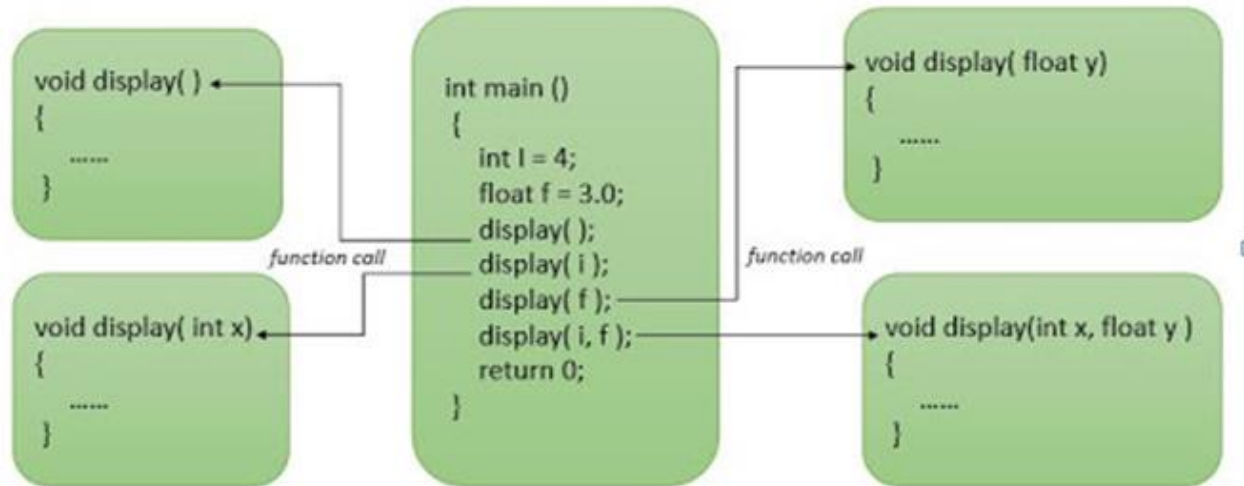 void display( )
{
......
}
function call
void display( int x)
{
......
}
int main ()
{
int I = 4;
float f = 3.0;
display( );
display( i );
display( f );
display( i, f );
return 0;
}
void display( float y)
{
......
}
function call
void display(int x, float y )
{
......
}